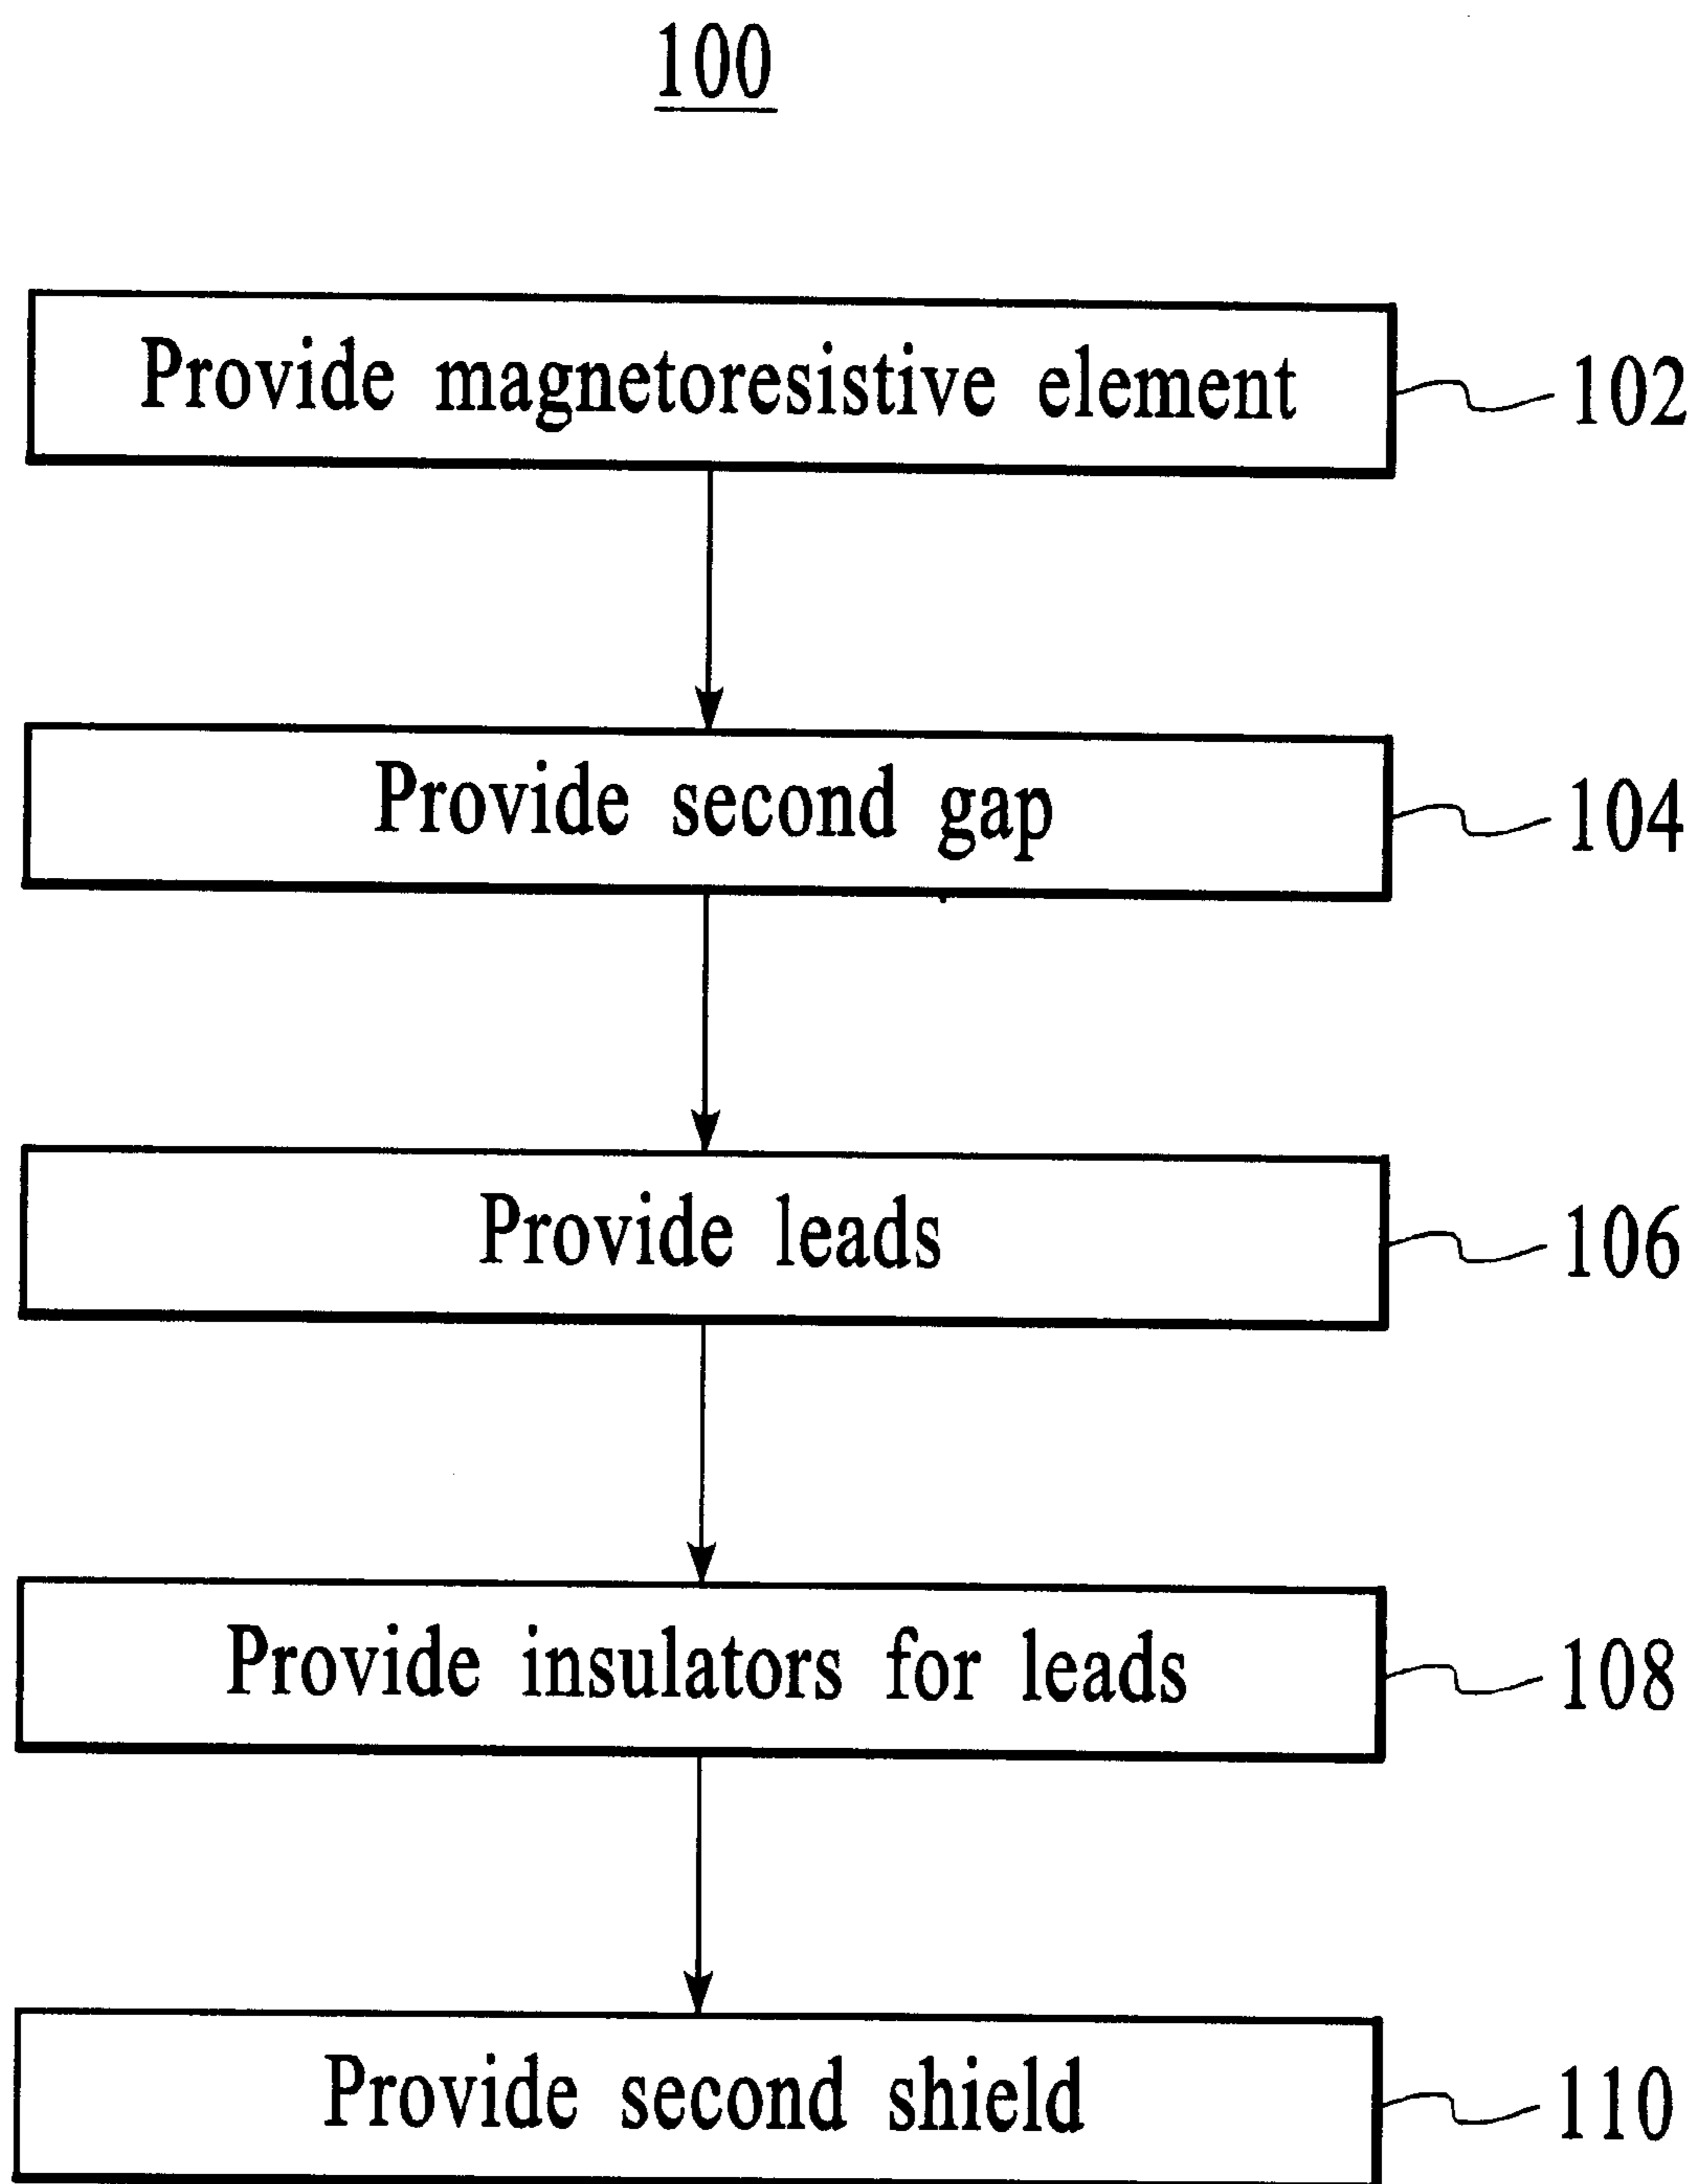 100
Provide magnetoresistive element
102
Provide second gap
104
Provide leads
106
Provide insulators for leads
108
Provide second shield
110